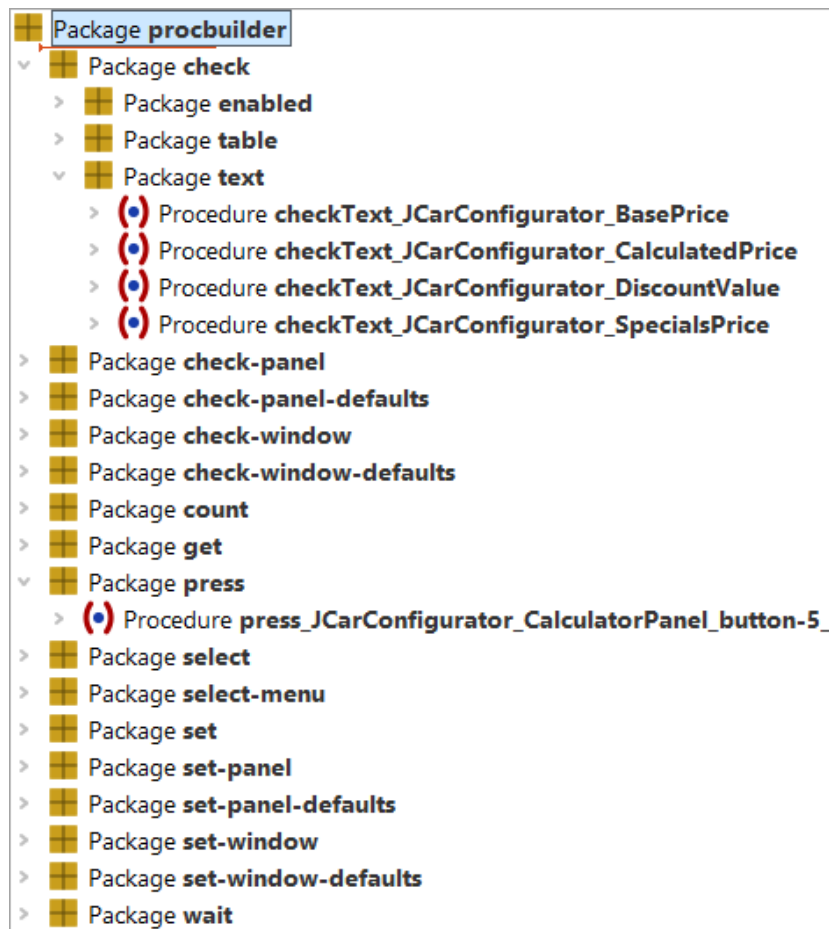 Package procbuilder
Package check
Package enabled
Package table
Package text
Procedure checkText_JCarConfigurator_BasePrice
Procedure checkText_JCarConfigurator_CalculatedPrice
Procedure checkText_JCarConfigurator_DiscountValue
Procedure checkText_JCarConfigurator_SpecialsPrice
Package check-panel
Package check-panel-defaults
Package check-window
Package check-window-defaults
Package count
Package get
Package press
Procedure press_JCarConfigurator_CalculatorPanel_button-5_
Package select
Package select-menu
Package set
Package set-panel
Package set-panel-defaults
Package set-window
Package set-window-defaults
Package wait